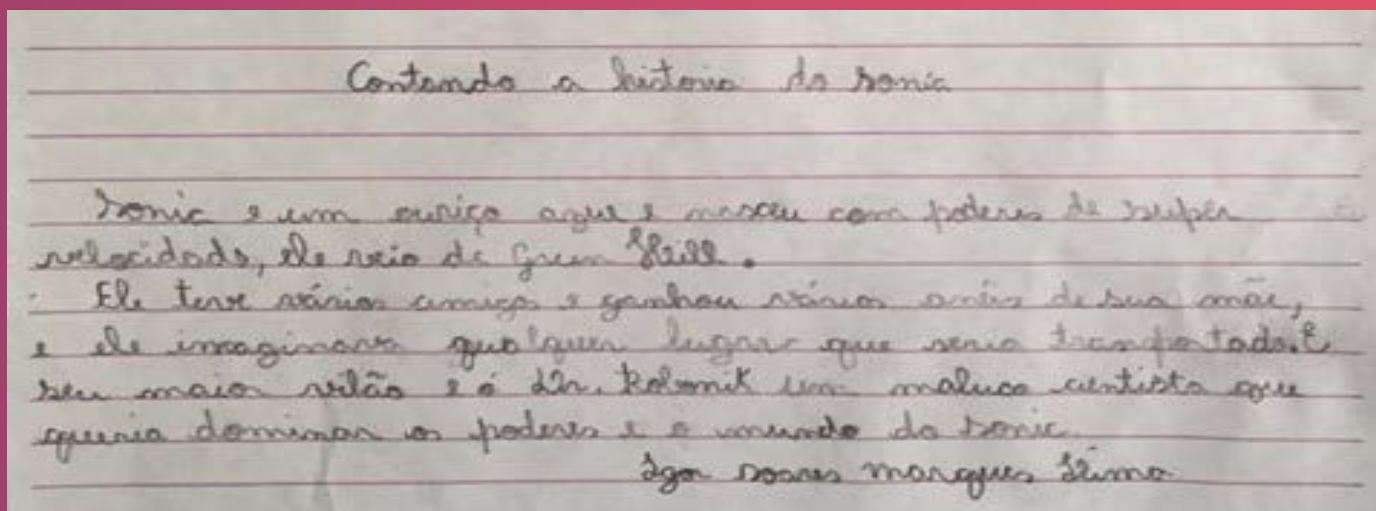 Contando a historia do sonic
Sonic e um ouriço azul e nasceu com poderes de super
velocidade, ele veio de Green Hill.
Ele teve vários amigos e ganhou vários anéis de sua mãe,
e ele imaginava qualquer lugar que seria transportado. E
seu maior vilão e o Dr. Robonik um maluco cientista que
queria dominar os poderes e o mundo do sonic
Igor soares marques